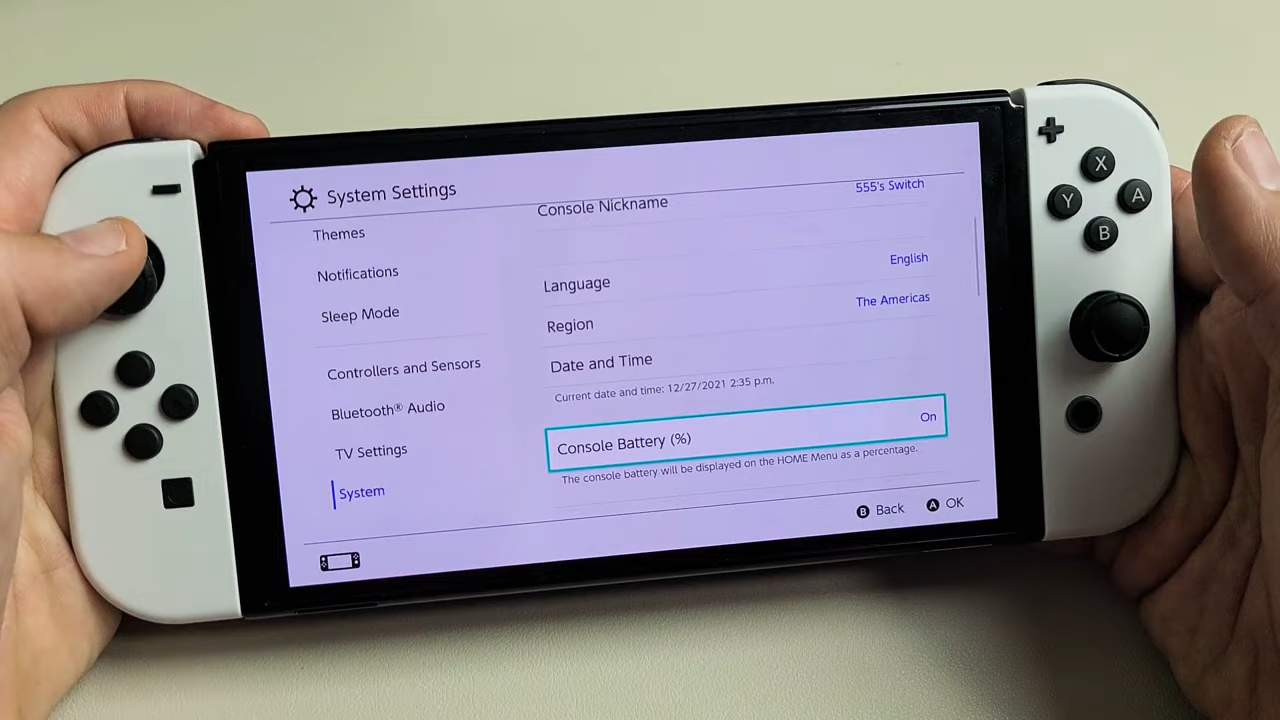 System Settings
Themes
Notifications
Sleep Mode
Controllers and Sensors
Bluetooth® Audio
TV Settings
System
Console Nickname 555's Switch
Language English
Region The Americas
Date and Time
Current date and time: 12/27/2021 2:35 p.m.
Console Battery (%) On
The console battery will be displayed on the HOME Menu as a percentage.
B Back A OK
X
Y A
B